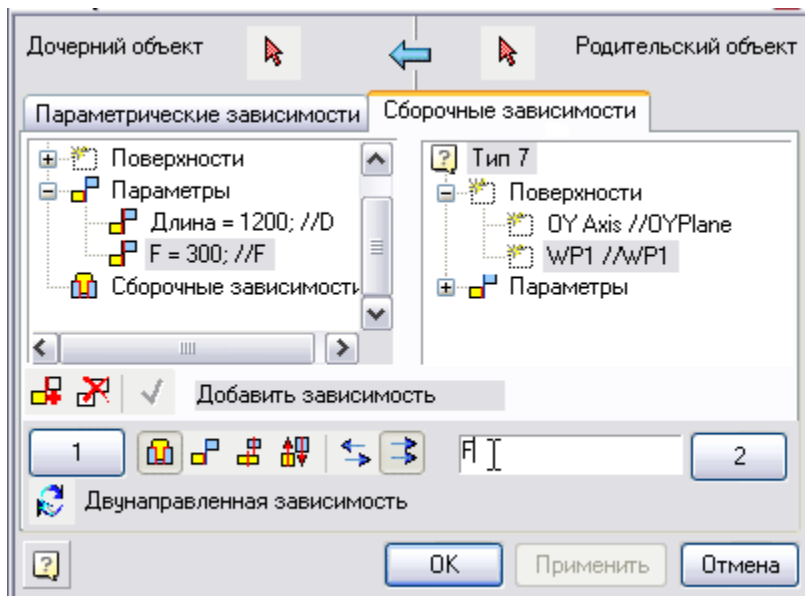 Дочерний объект
Родительский объект
Параметрические зависимости
Сборочные зависимости
Поверхности
Параметры
Длина = 1200; //D
F = 300; //F
Сборочные зависимости
Тип 7
Поверхности
OY Axis //OYPlane
WP1 //WP1
Параметры
Добавить зависимость
1
F
2
Двунаправленная зависимость
OK
Применить
Отмена